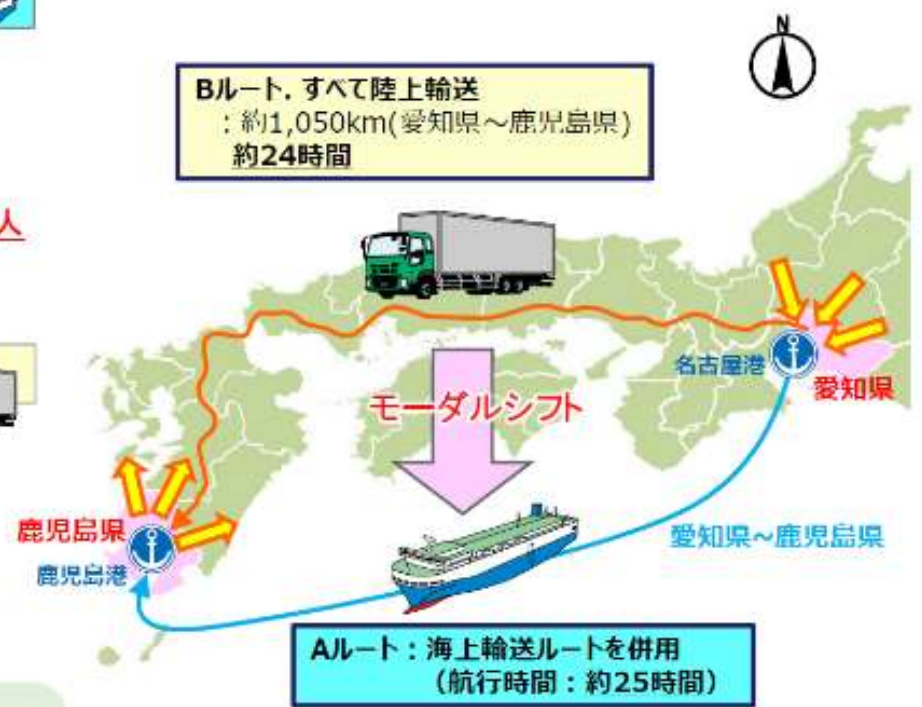 N
Bルート. すべて陸上輸送
：約1,050km(愛知県～鹿児島県)
約24時間
人
名古屋港
愛知県
モーダルシフト
鹿児島県
鹿児島港
愛知県～鹿児島県
Aルート：海上輸送ルートを併用
（航行時間：約25時間）